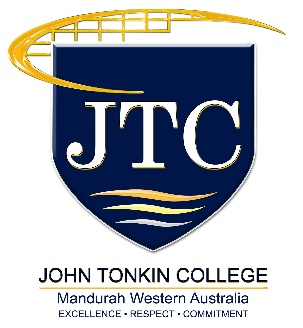 JTC
JOHN TONKIN COLLEGE
Mandurah Western Australia
EXCELLENCE • RESPECT • COMMITMENT